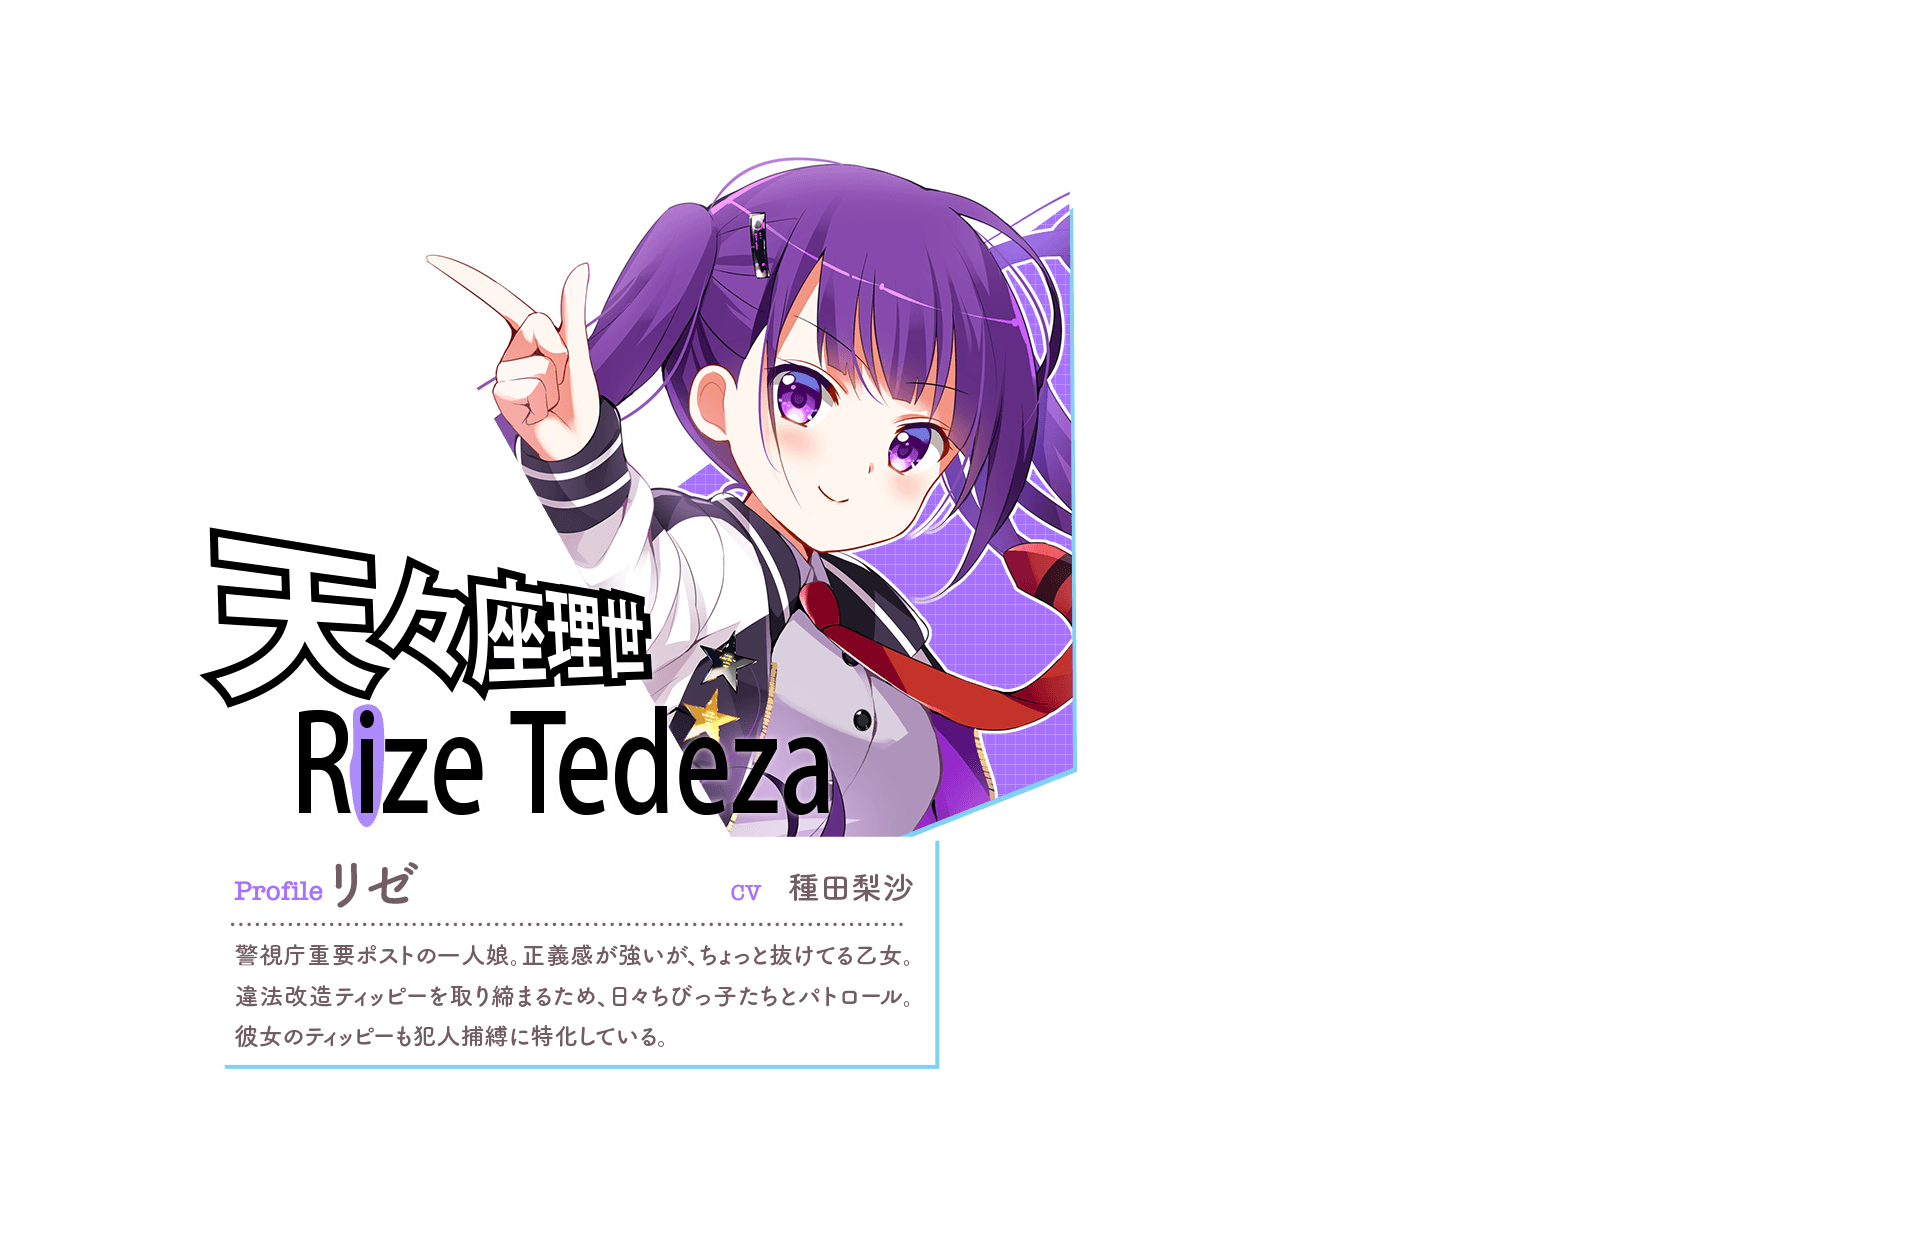 天々座理世
Rize Tedeza
Profile リゼ
CV 種田梨沙
警視庁重要ポストの一人娘。正義感が強いが、ちょっと抜けてる乙女。
違法改造ティッピーを取り締まるため、日々ちびっ子たちとパトロール。
彼女のティッピーも犯人捕縛に特化している。